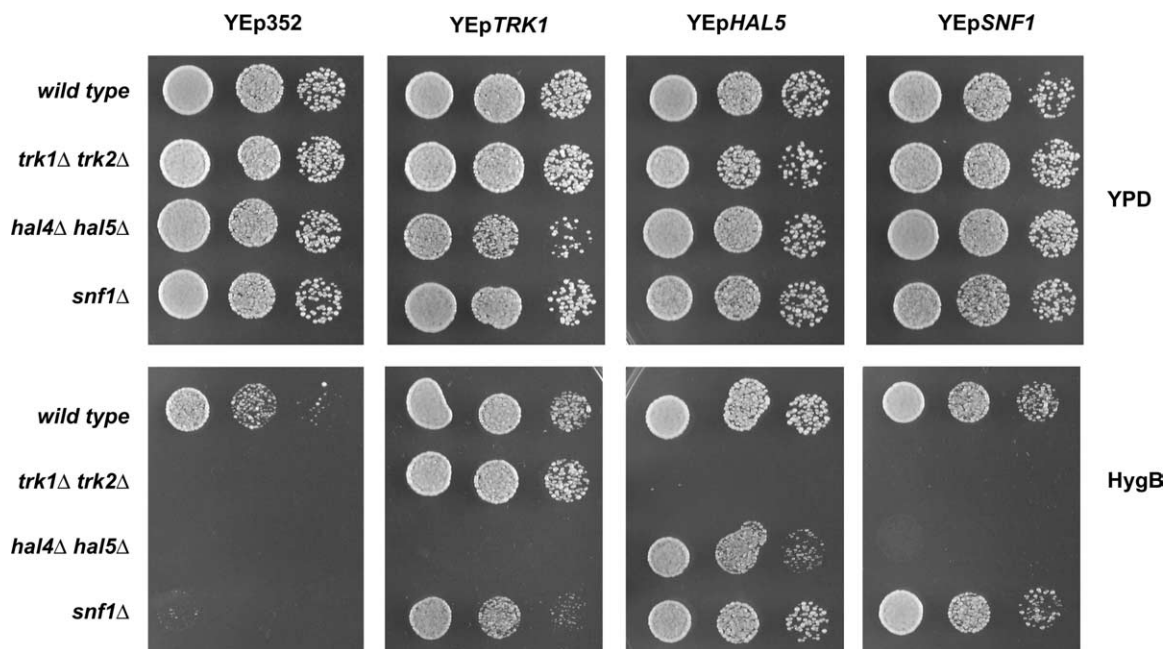 YEp352 YEpTRK1 YEpHAL5 YEpSNF1
wild type
trk1Δ trk2Δ
hal4Δ hal5Δ
snf1Δ
YPD
wild type
trk1Δ trk2Δ
hal4Δ hal5Δ
snf1Δ
HygB